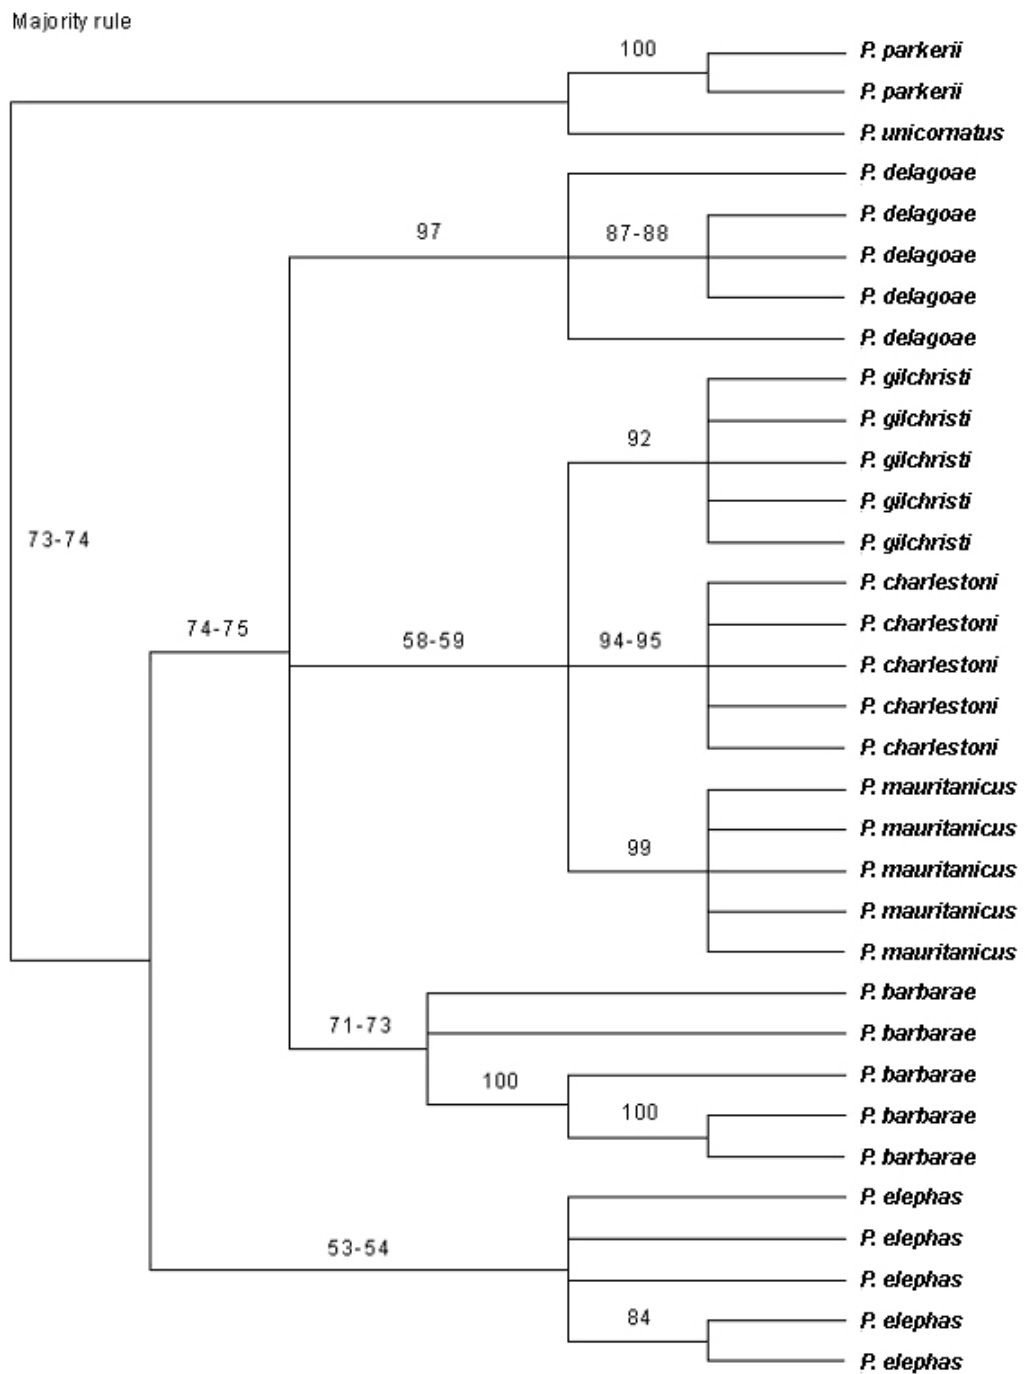 Majority rule
100
P. parkerii
P. parkerii
P. unicornatus
P. delagoae
97
87-88
P. delagoae
P. delagoae
P. delagoae
P. delagoae
P. gilchristi
P. gilchristi
92
P. gilchristi
P. gilchristi
73-74
P. gilchristi
P. charlestoni
74-75
58-59
94-95
P. charlestoni
P. charlestoni
P. charlestoni
P. charlestoni
P. mauritanicus
P. mauritanicus
99
P. mauritanicus
P. mauritanicus
P. mauritanicus
P. barbarae
71-73
P. barbarae
100
P. barbarae
100
P. barbarae
P. barbarae
P. elephas
53-54
P. elephas
P. elephas
84
P. elephas
P. elephas